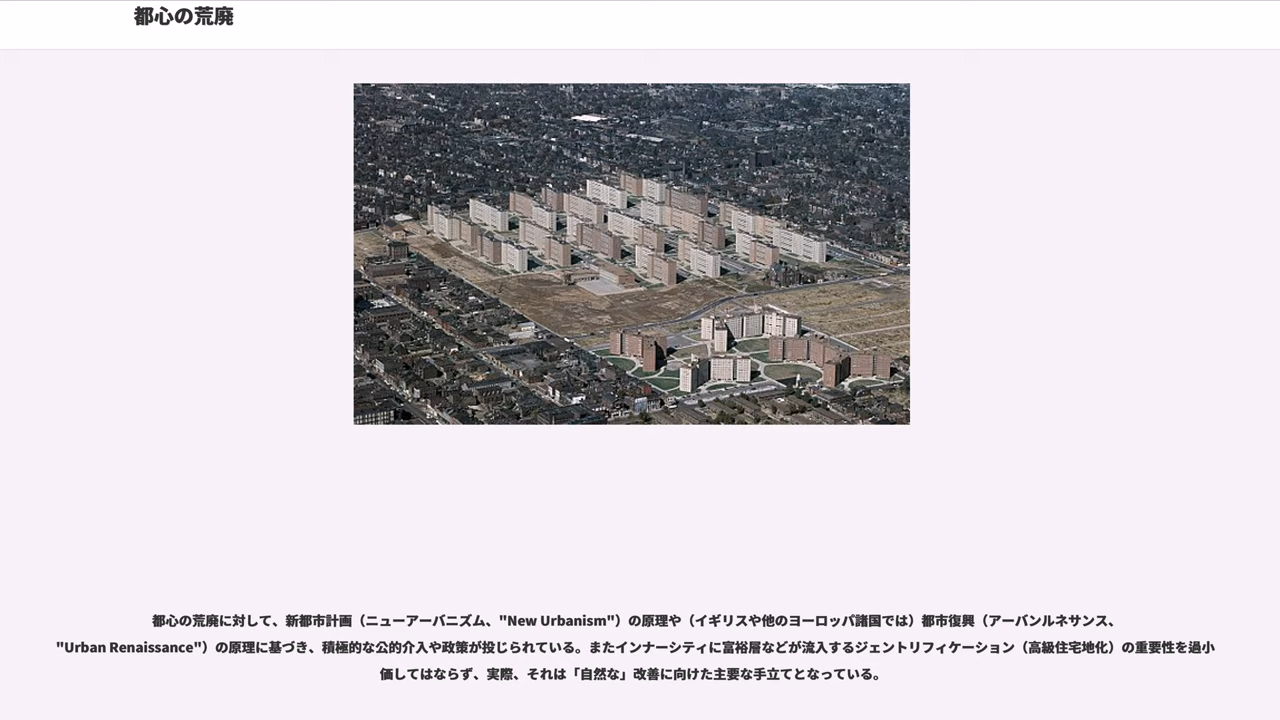 都心の荒廃
都心の荒廃に対して、新都市計画（ニューアーバニズム、"New Urbanism"）の原理や（イギリスや他のヨーロッパ諸国では）都市復興（アーバンルネサンス、
"Urban Renaissance"）の原理に基づき、積極的な公的介入や政策が投じられている。またインナーシティに富裕層などが流入するジェントリフィケーション（高級住宅地化）の重要性を過小
価してはならず、実際、それは「自然な」改善に向けた主要な手立てとなっている。